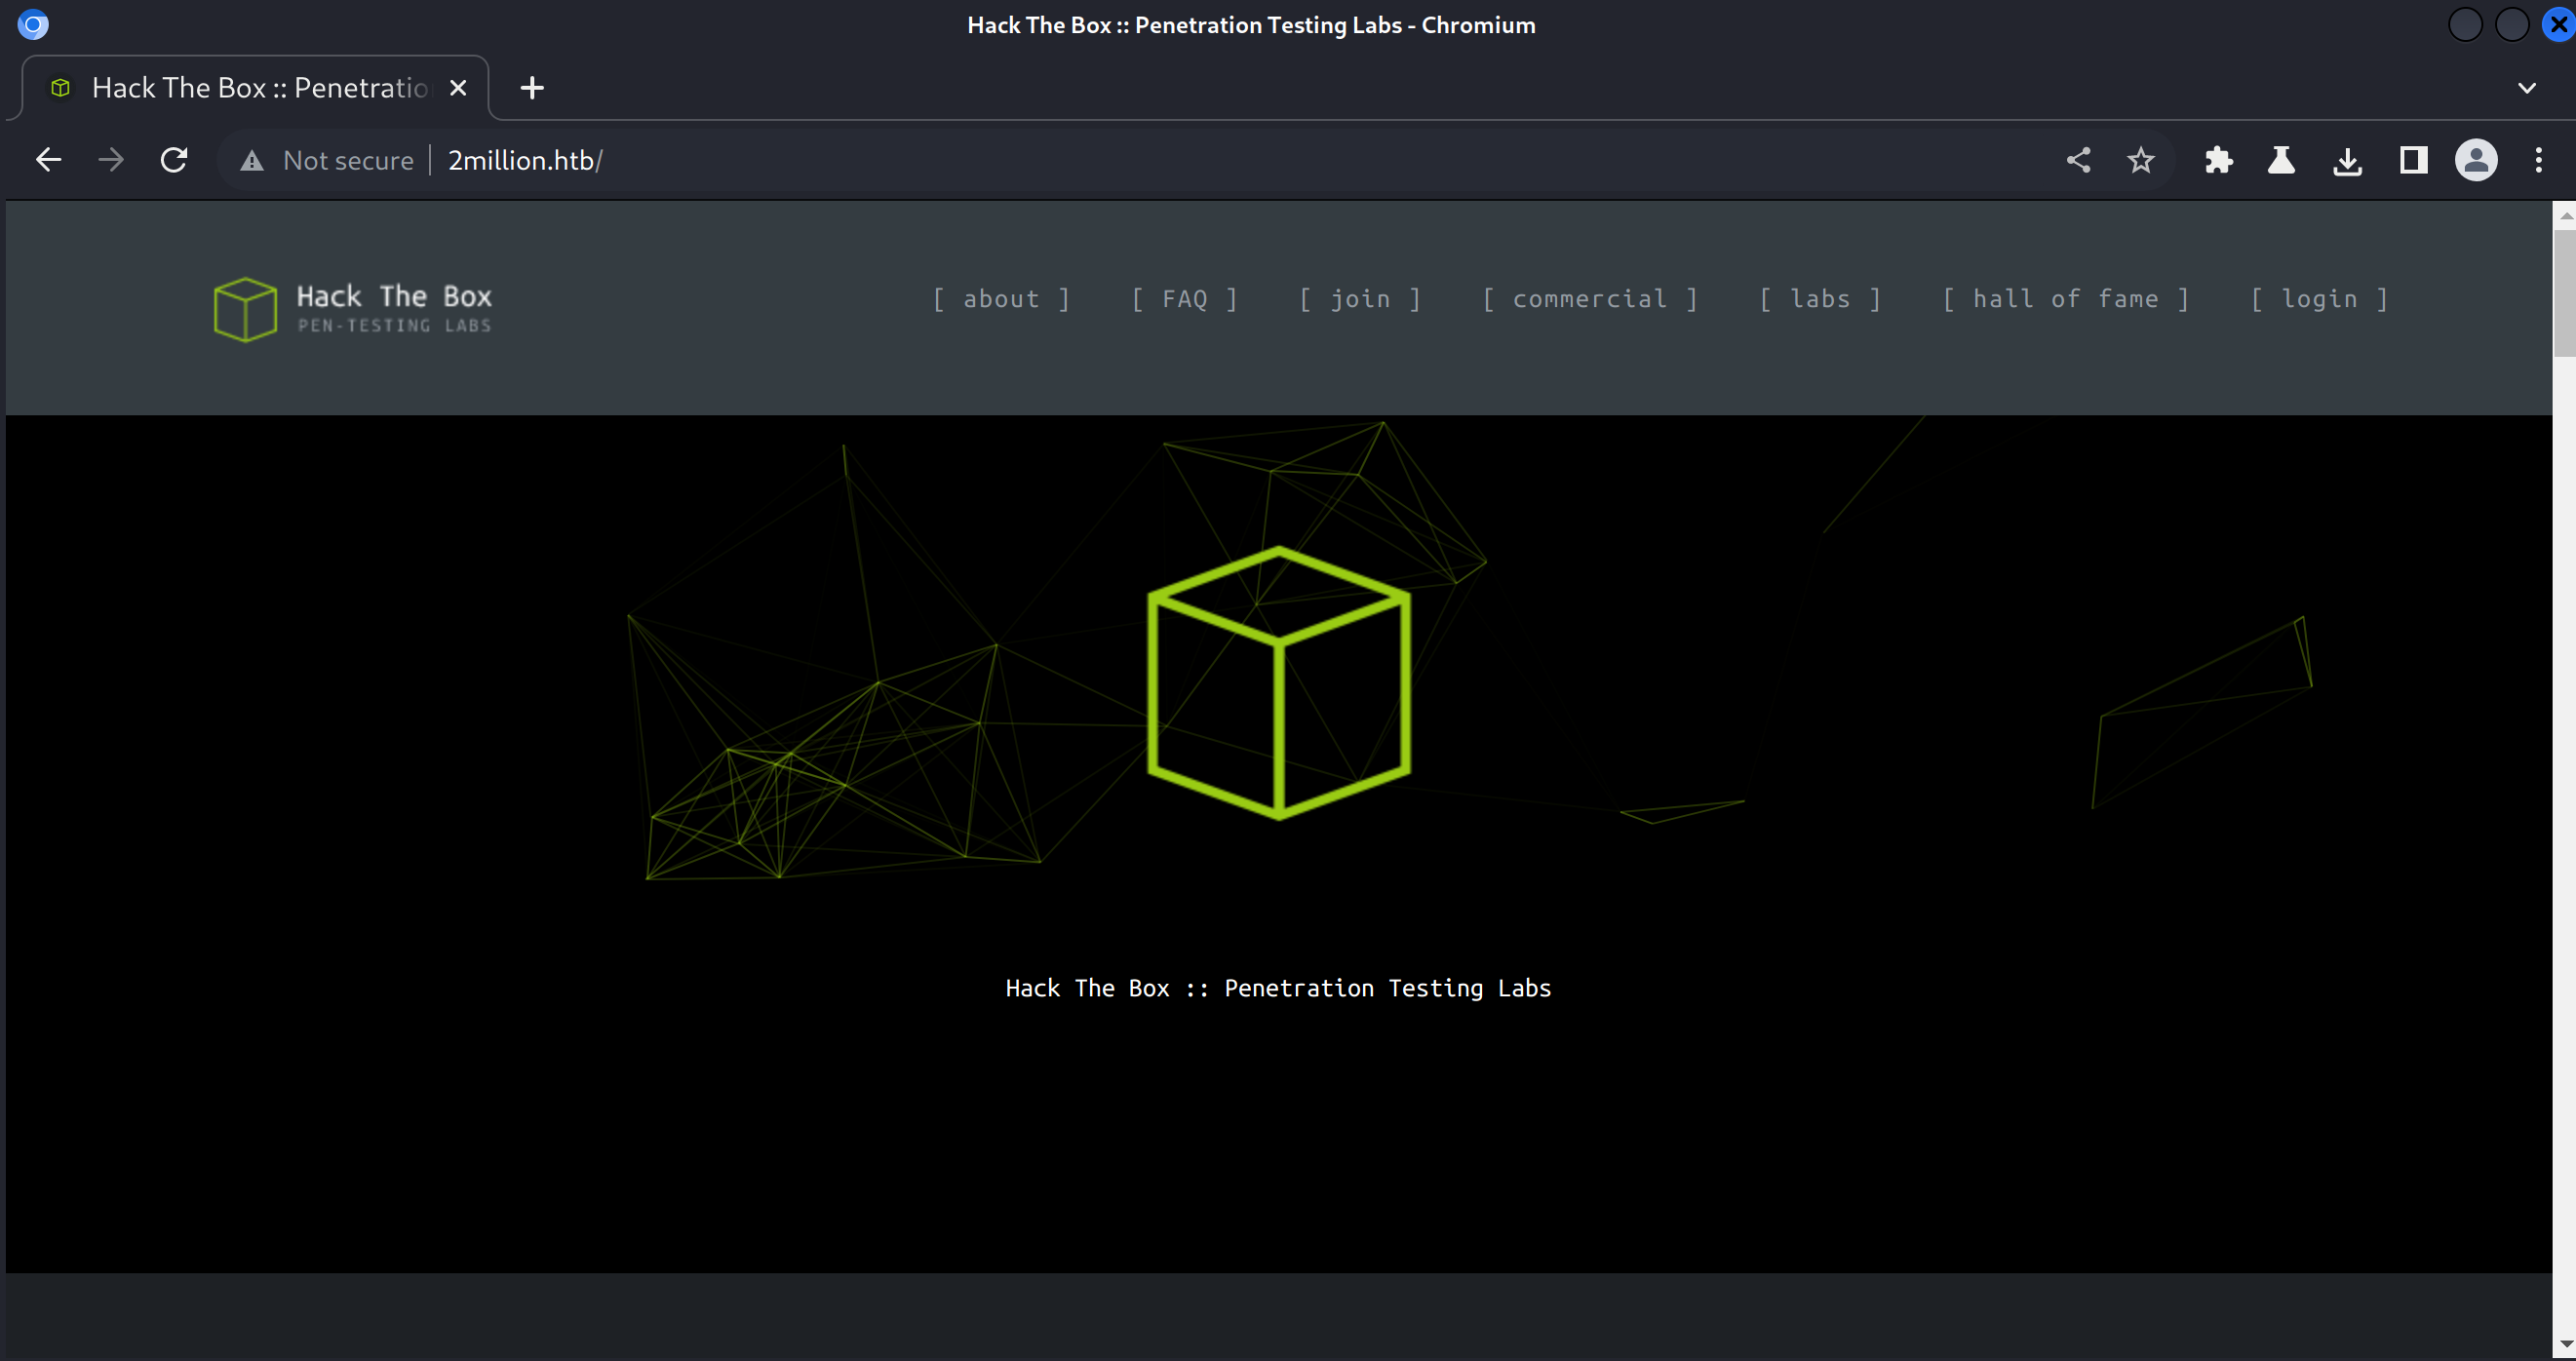 Hack The Box :: Penetration Testing Labs - Chromium
Hack The Box :: Penetratio
Not secure
2million.htb/
Hack The Box
PEN-TESTING LABS
[ about ] [ FAQ ] [ join ] [ commercial ] [ labs ] [ hall of fame ] [ login ]
Hack The Box :: Penetration Testing Labs